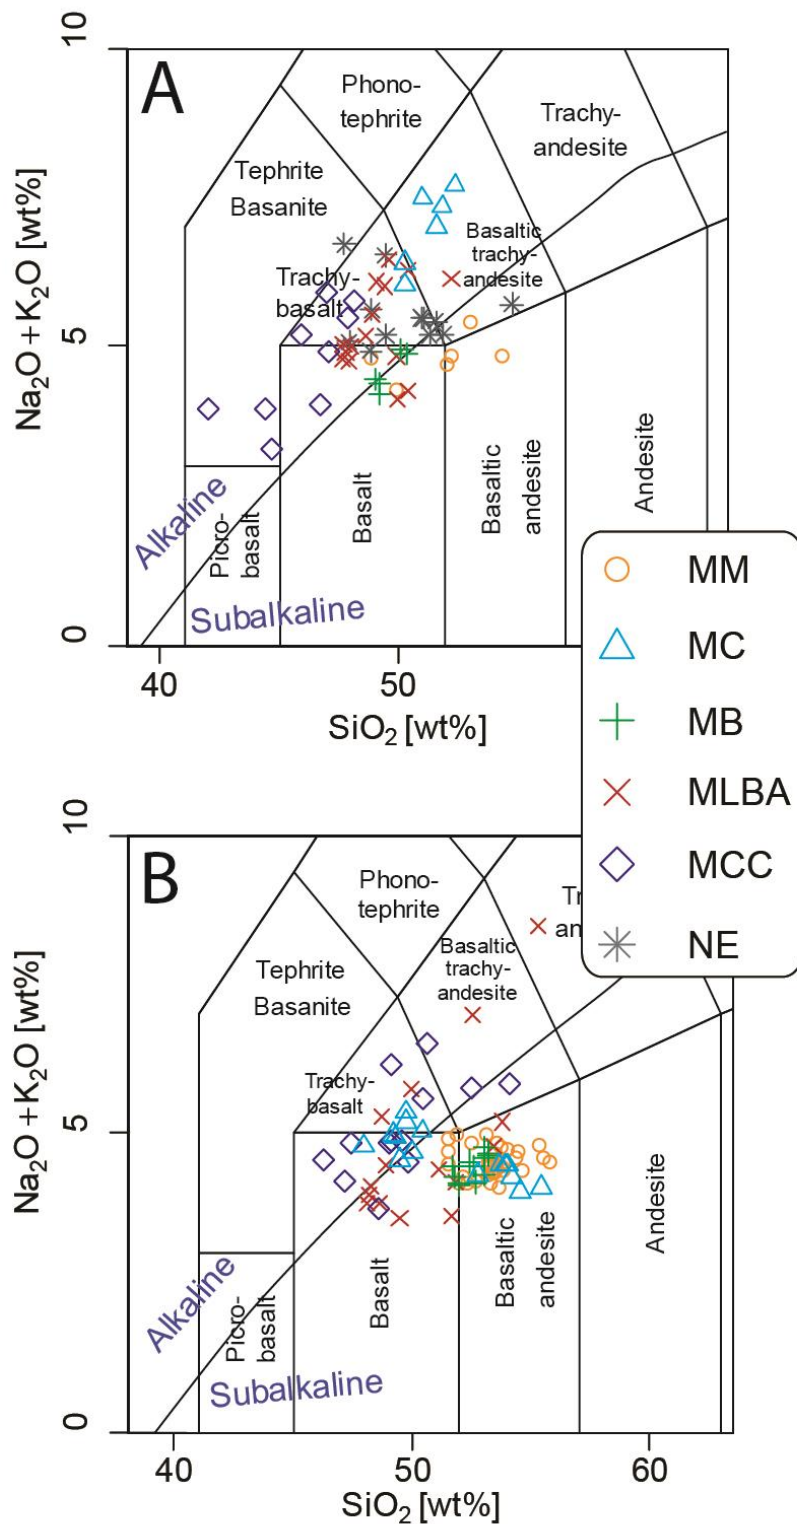 10
A
Phono-
tephrite
Trachy-
andesite
Tephrite
Basanite
Basaltic
trachy-
andesite
Trachy-
basalt
Na₂O + K₂O [wt%]
5
Alkaline
Picro-
basalt
Basalt
Basaltic
andesite
Andesite
Subalkaline
0
40
50
SiO₂ [wt%]
MM
MC
MB
MLBA
MCC
NE
10
B
Phono-
tephrite
Tr
an
Basaltic
trachy-
andesite
Tephrite
Basanite
Trachy-
basalt
Na₂O + K₂O [wt%]
5
Alkaline
Picro-
basalt
Basalt
Basaltic
andesite
Andesite
Subalkaline
0
40
50
60
SiO₂ [wt%]